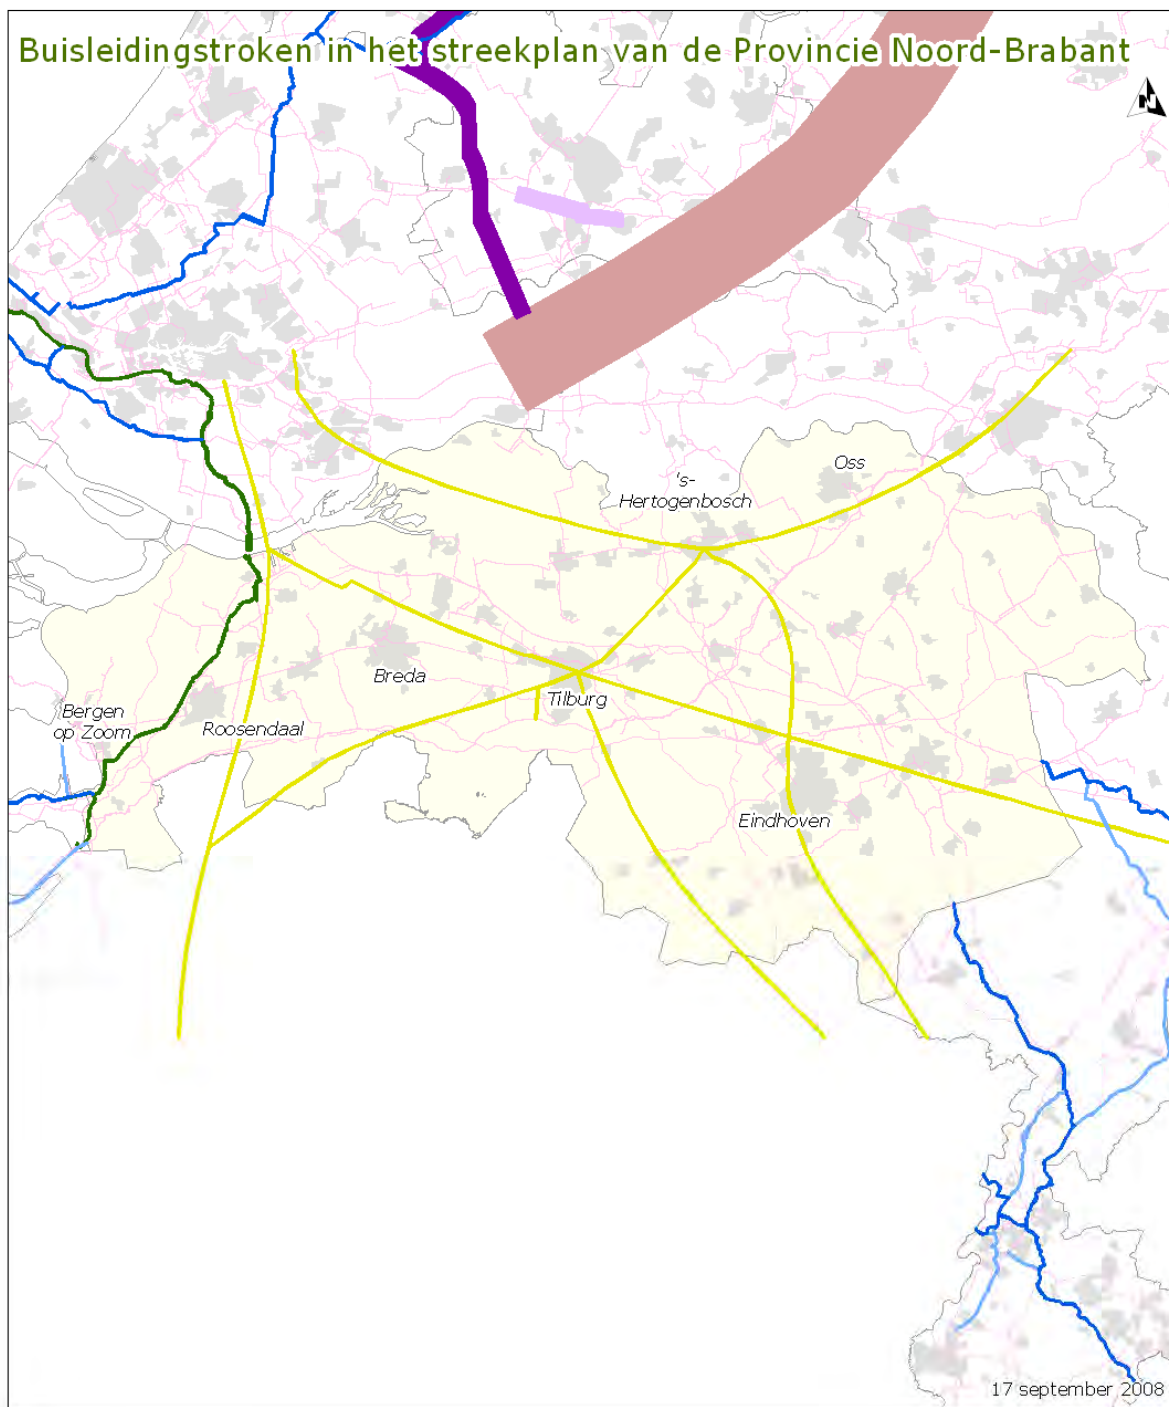 Buisleidingstroken in het streekplan van de Provincie Noord-Brabant
N
Oss
's-
Hertogenbosch
Breda
Tilburg
Bergen
op Zoom
Roosendaal
Eindhoven
17 september 2008